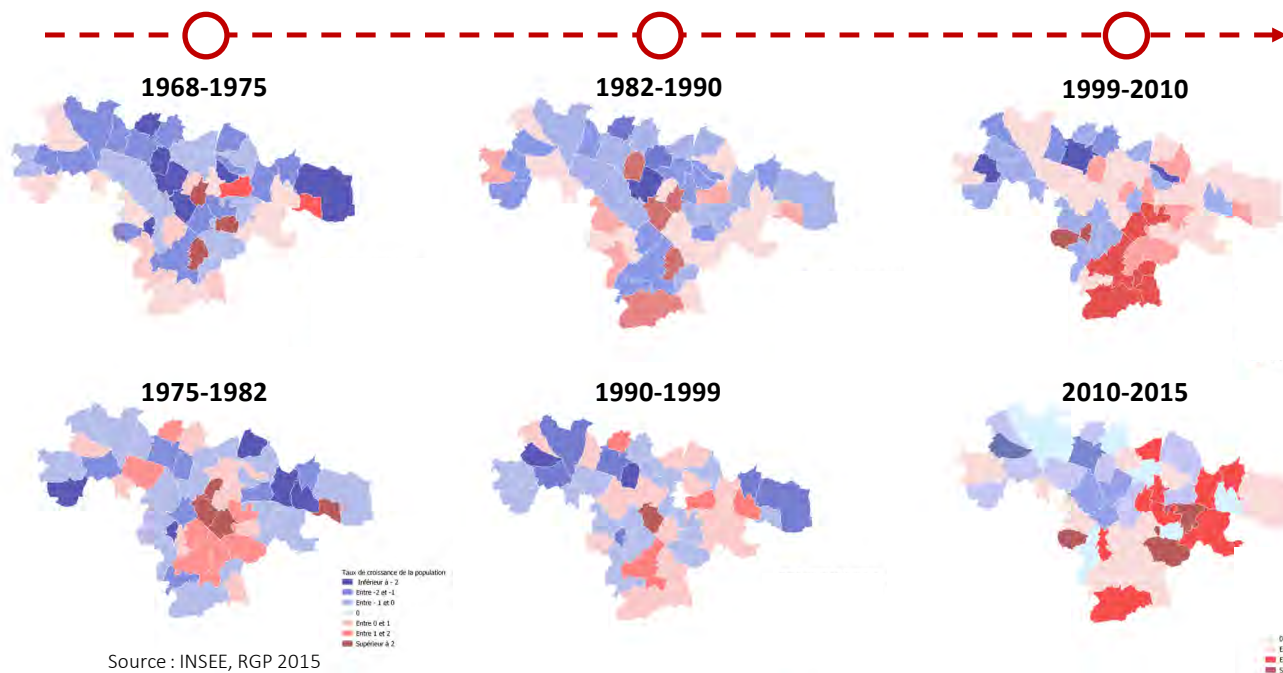 1968-1975
1982-1990
1999-2010
1975-1982
1990-1999
2010-2015
Taux de croissance de la population
Inférieur à - 2
Entre -2 et -1
Entre - 1 et 0
0
Entre 0 et 1
Entre 1 et 2
Supérieur à 2
0
E
E
S
Source : INSEE, RGP 2015